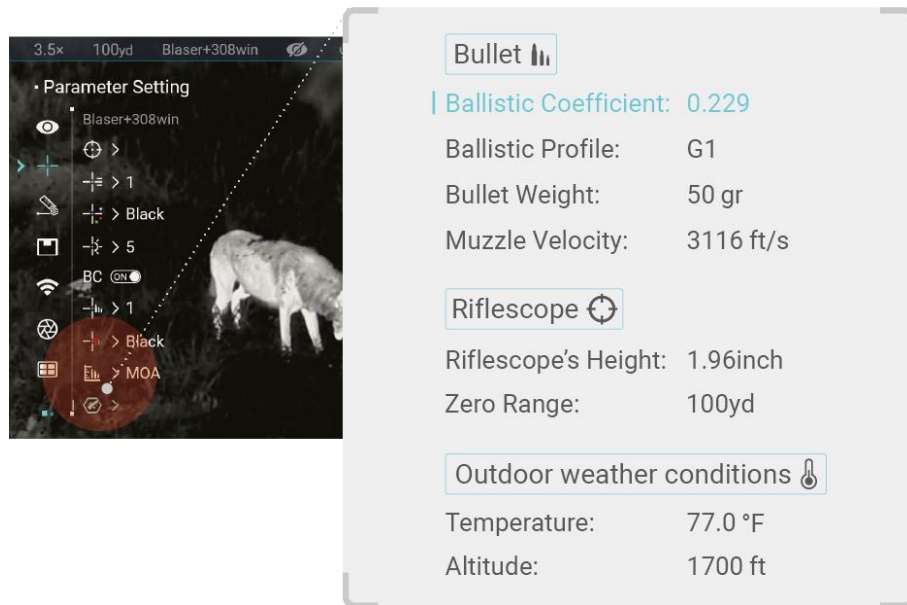 3.5× 100yd Blaser+308win
Parameter Setting
Blaser+308win
> 
> 1
> Black
> 5
BC ON
> 1
> Black
> MOA
>
Bullet
Ballistic Coefficient: 0.229
Ballistic Profile: G1
Bullet Weight: 50 gr
Muzzle Velocity: 3116 ft/s
Riflescope
Riflescope's Height: 1.96inch
Zero Range: 100yd
Outdoor weather conditions
Temperature: 77.0 °F
Altitude: 1700 ft